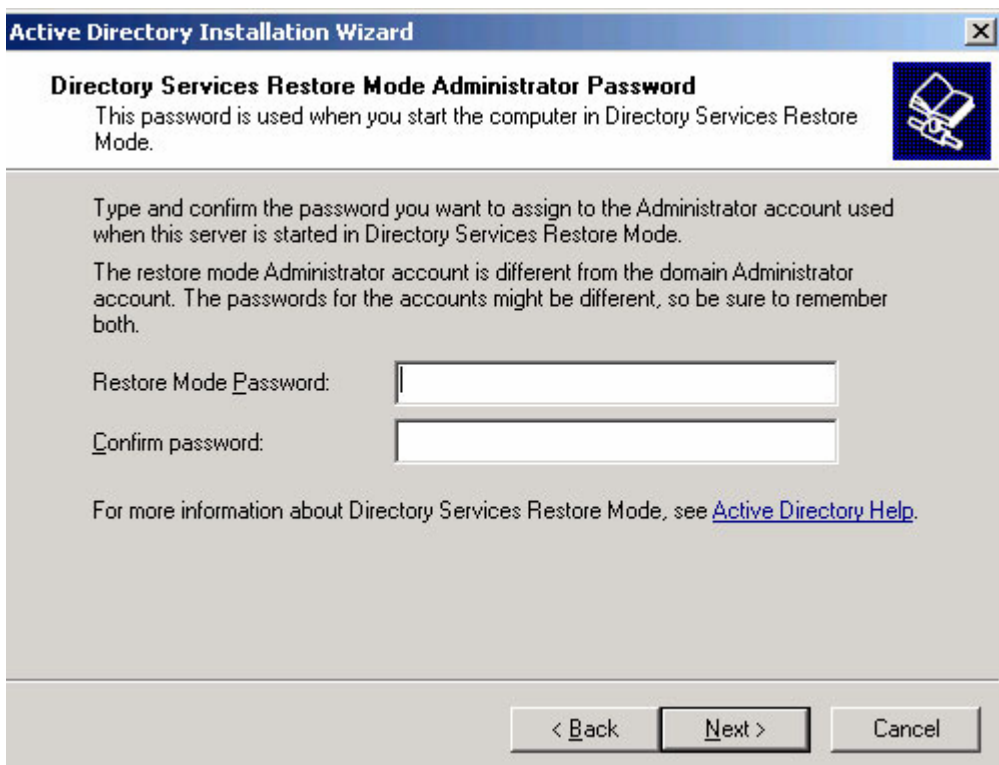 Active Directory Installation Wizard
Directory Services Restore Mode Administrator Password
This password is used when you start the computer in Directory Services Restore
Mode.
Type and confirm the password you want to assign to the Administrator account used
when this server is started in Directory Services Restore Mode.
The restore mode Administrator account is different from the domain Administrator
account. The passwords for the accounts might be different, so be sure to remember
both.
Restore Mode Password:
Confirm password:
For more information about Directory Services Restore Mode, see Active Directory Help.
< Back Next > Cancel